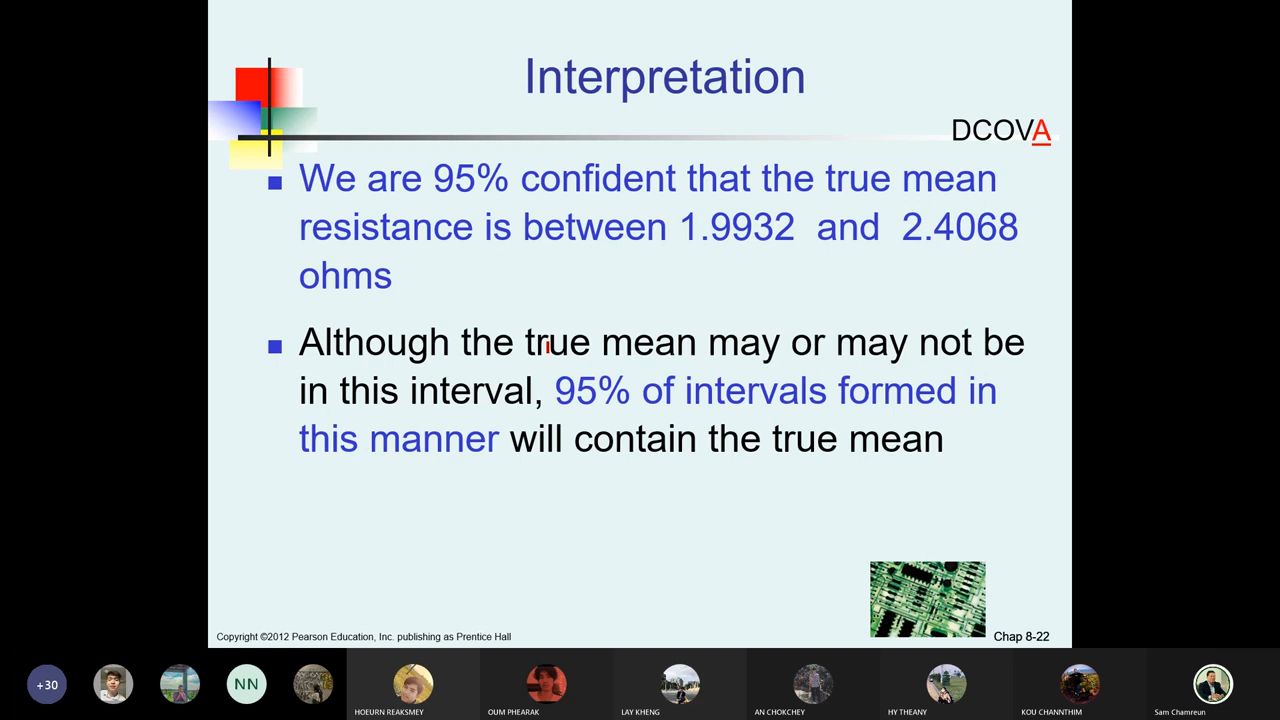 Interpretation
DCOVA
We are 95% confident that the true mean
resistance is between 1.9932 and 2.4068
ohms
Although the true mean may or may not be
in this interval, 95% of intervals formed in
this manner will contain the true mean
Copyright ©2012 Pearson Education, Inc. publishing as Prentice Hall
Chap 8-22
+30
NN
HOEURN REAKSMEY
OUM PHEARAK
LAY KHENG
AN CHOKCHEY
HY THEANY
KOU CHANNTHIM
Sam Chamreun